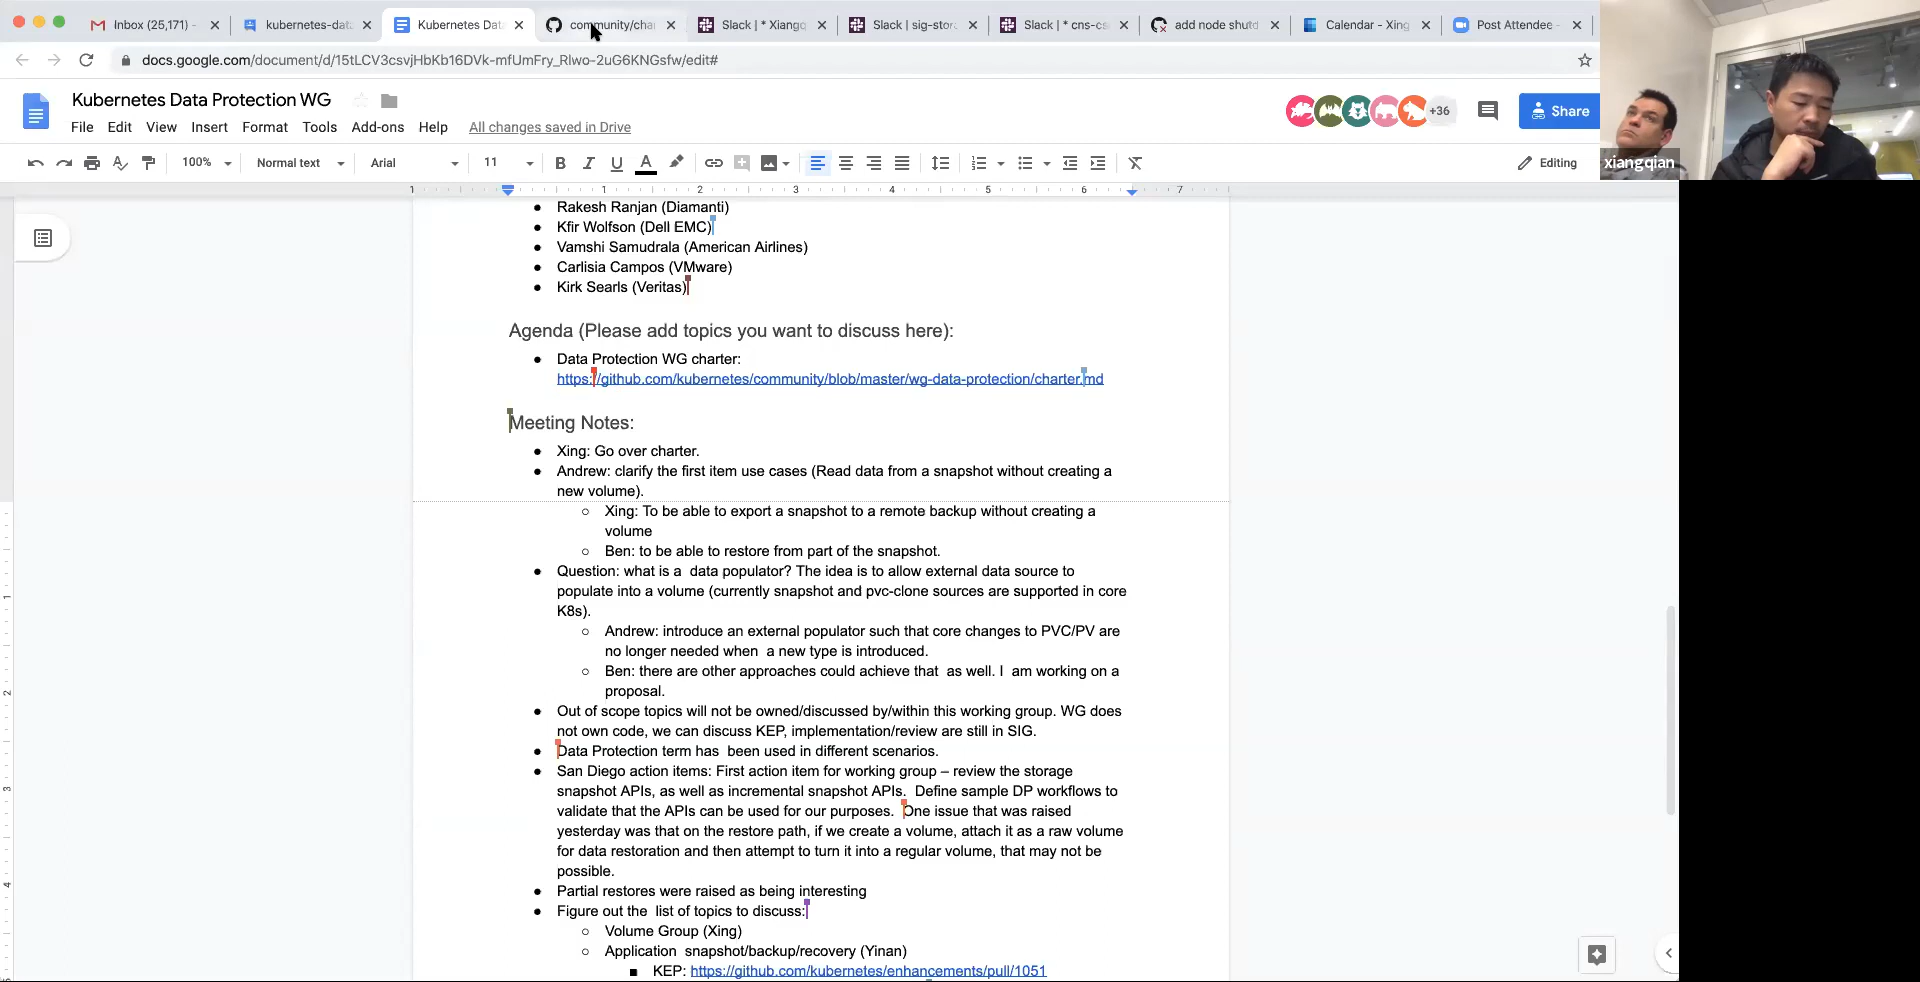 Inbox (25,171) -
kubernetes-data
Kubernetes Data
community/char
Slack | * Xiangq
Slack | sig-stor
Slack | * cns-cs
add node shutd
Calendar - Xing
Post Attendee -
docs.google.com/document/d/15tLCV3csvjHbKb16DVk-mfUmFry_Rlwo-2uG6KNGsfw/edit#
Kubernetes Data Protection WG
+36
Share
File Edit View Insert Format Tools Add-ons Help All changes saved in Drive
100% Normal text Arial 11 B I U A Editing
xiangqian
1 1 2 3 4 5 6 7
Rakesh Ranjan (Diamanti)
Kfir Wolfson (Dell EMC)
Vamshi Samudrala (American Airlines)
Carlisia Campos (VMware)
Kirk Searls (Veritas)
Agenda (Please add topics you want to discuss here):
Data Protection WG charter:
https://github.com/kubernetes/community/blob/master/wg-data-protection/charter.md
Meeting Notes:
Xing: Go over charter.
Andrew: clarify the first item use cases (Read data from a snapshot without creating a
new volume).
Xing: To be able to export a snapshot to a remote backup without creating a
volume
Ben: to be able to restore from part of the snapshot.
Question: what is a  data populator? The idea is to allow external data source to
populate into a volume (currently snapshot and pvc-clone sources are supported in core
K8s).
Andrew: introduce an external populator such that core changes to PVC/PV are
no longer needed when  a new type is introduced.
Ben: there are other approaches could achieve that  as well. I  am working on a
proposal.
Out of scope topics will not be owned/discussed by/within this working group. WG does
not own code, we can discuss KEP, implementation/review are still in SIG.
Data Protection term has  been used in different scenarios.
San Diego action items: First action item for working group – review the storage
snapshot APIs, as well as incremental snapshot APIs.  Define sample DP workflows to
validate that the APIs can be used for our purposes.  One issue that was raised
yesterday was that on the restore path, if we create a volume, attach it as a raw volume
for data restoration and then attempt to turn it into a regular volume, that may not be
possible.
Partial restores were raised as being interesting
Figure out the  list of topics to discuss:
Volume Group (Xing)
Application  snapshot/backup/recovery (Yinan)
KEP: https://github.com/kubernetes/enhancements/pull/1051
1
2
3
4